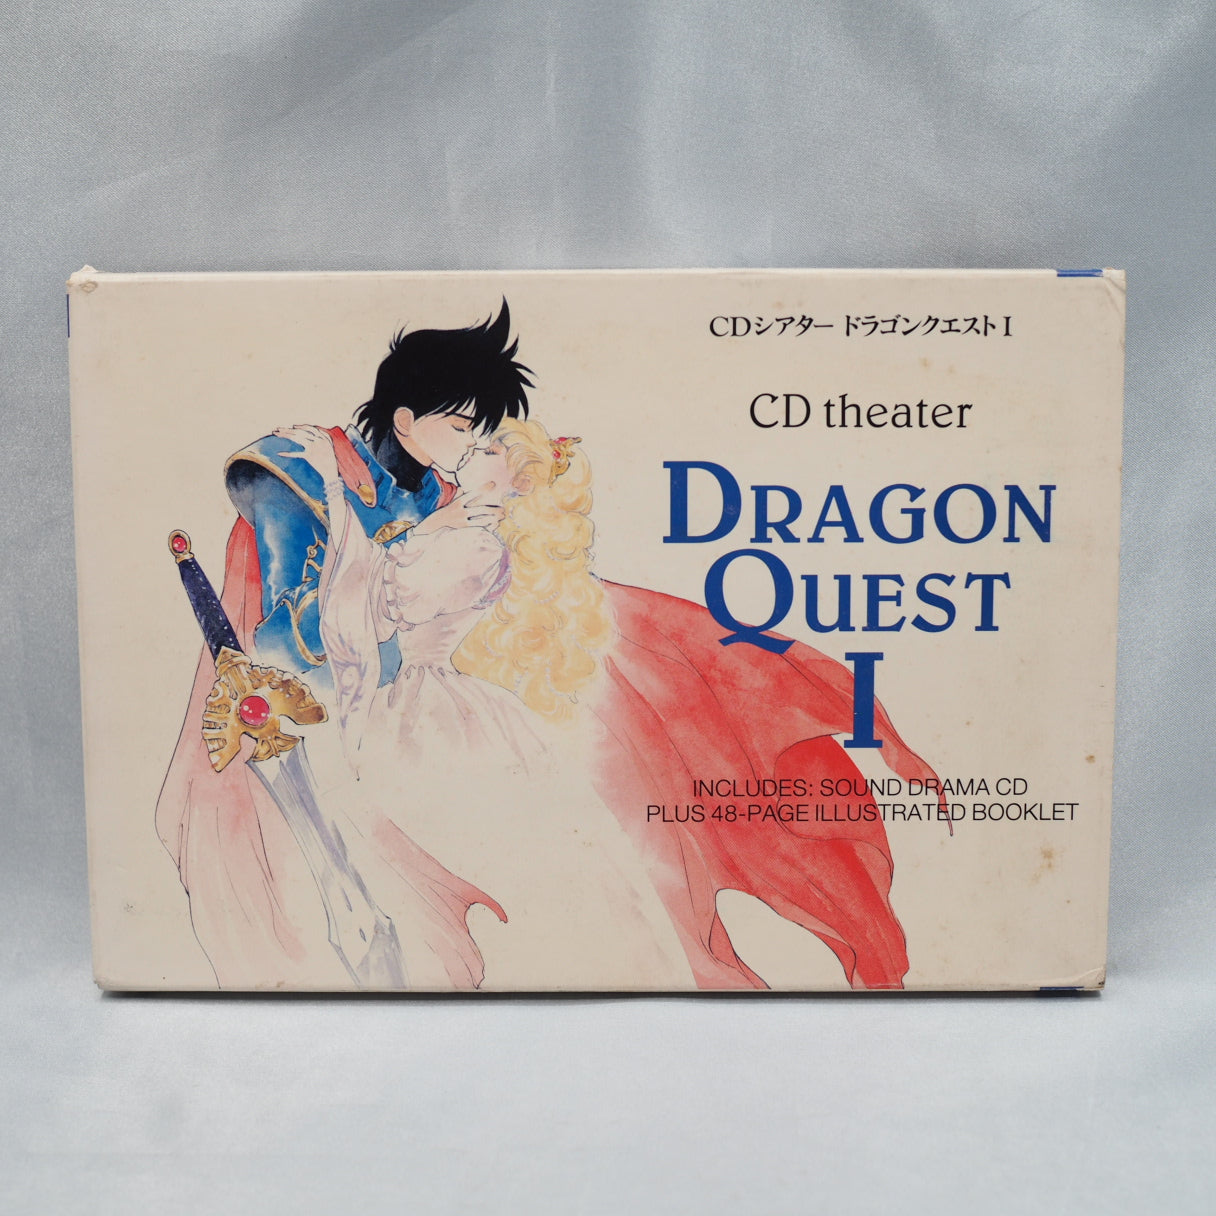 CDシアター ドラゴンクエストI
CD theater
DRAGON
QUEST
I
INCLUDES: SOUND DRAMA CD
PLUS 48-PAGE ILLUSTRATED BOOKLET